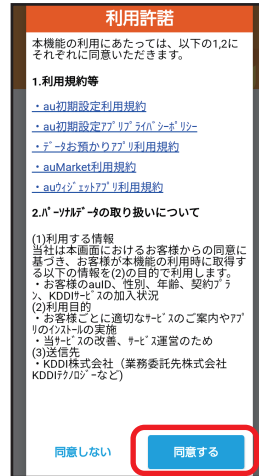 利用許諾
本機能の利用にあたっては、以下の1,2に
それぞれに同意いただきます。
1.利用規約等
・au初期設定利用規約
・au初期設定ｱﾌﾟﾘﾌﾟﾗｲﾊﾞｼｰﾎﾟﾘｼｰ
・ﾃﾞｰﾀお預かりｱﾌﾟﾘ利用規約
・auMarket利用規約
・auｳｨｼﾞｪｯﾄｱﾌﾟﾘ利用規約
2.ﾊﾟｰｿﾅﾙﾃﾞｰﾀの取り扱いについて
(1)利用する情報
当社は本画面におけるお客様からの同意に
基づき、お客様が本機能の利用時に取得す
る以下の情報を(2)の目的で利用します。
・お客様のauID、性別、年齢、契約ﾌﾟﾗ
ﾝ、KDDIｻｰﾋﾞｽの加入状況
(2)利用目的
・お客様ごとに適切なｻｰﾋﾞｽのご案内やｱﾌﾟ
ﾘのｲﾝｽﾄｰﾙの実施
・当ｻｰﾋﾞｽの改善、ｻｰﾋﾞｽ運営のため
(3)送信先
・KDDI株式会社（業務委託先株式会社
KDDIﾃｸﾉﾛｼﾞｰなど)
同意しない
同意する